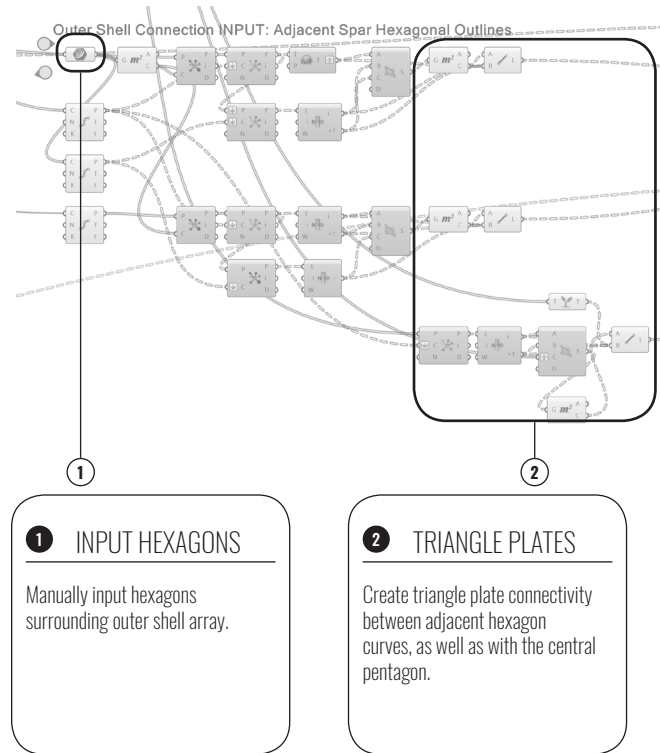 Outer Shell Connection INPUT: Adjacent Spar Hexagonal Outlines
1
2
1 INPUT HEXAGONS
Manually input hexagons
surrounding outer shell array.
2 TRIANGLE PLATES
Create triangle plate connectivity
between adjacent hexagon
curves, as well as with the central
pentagon.